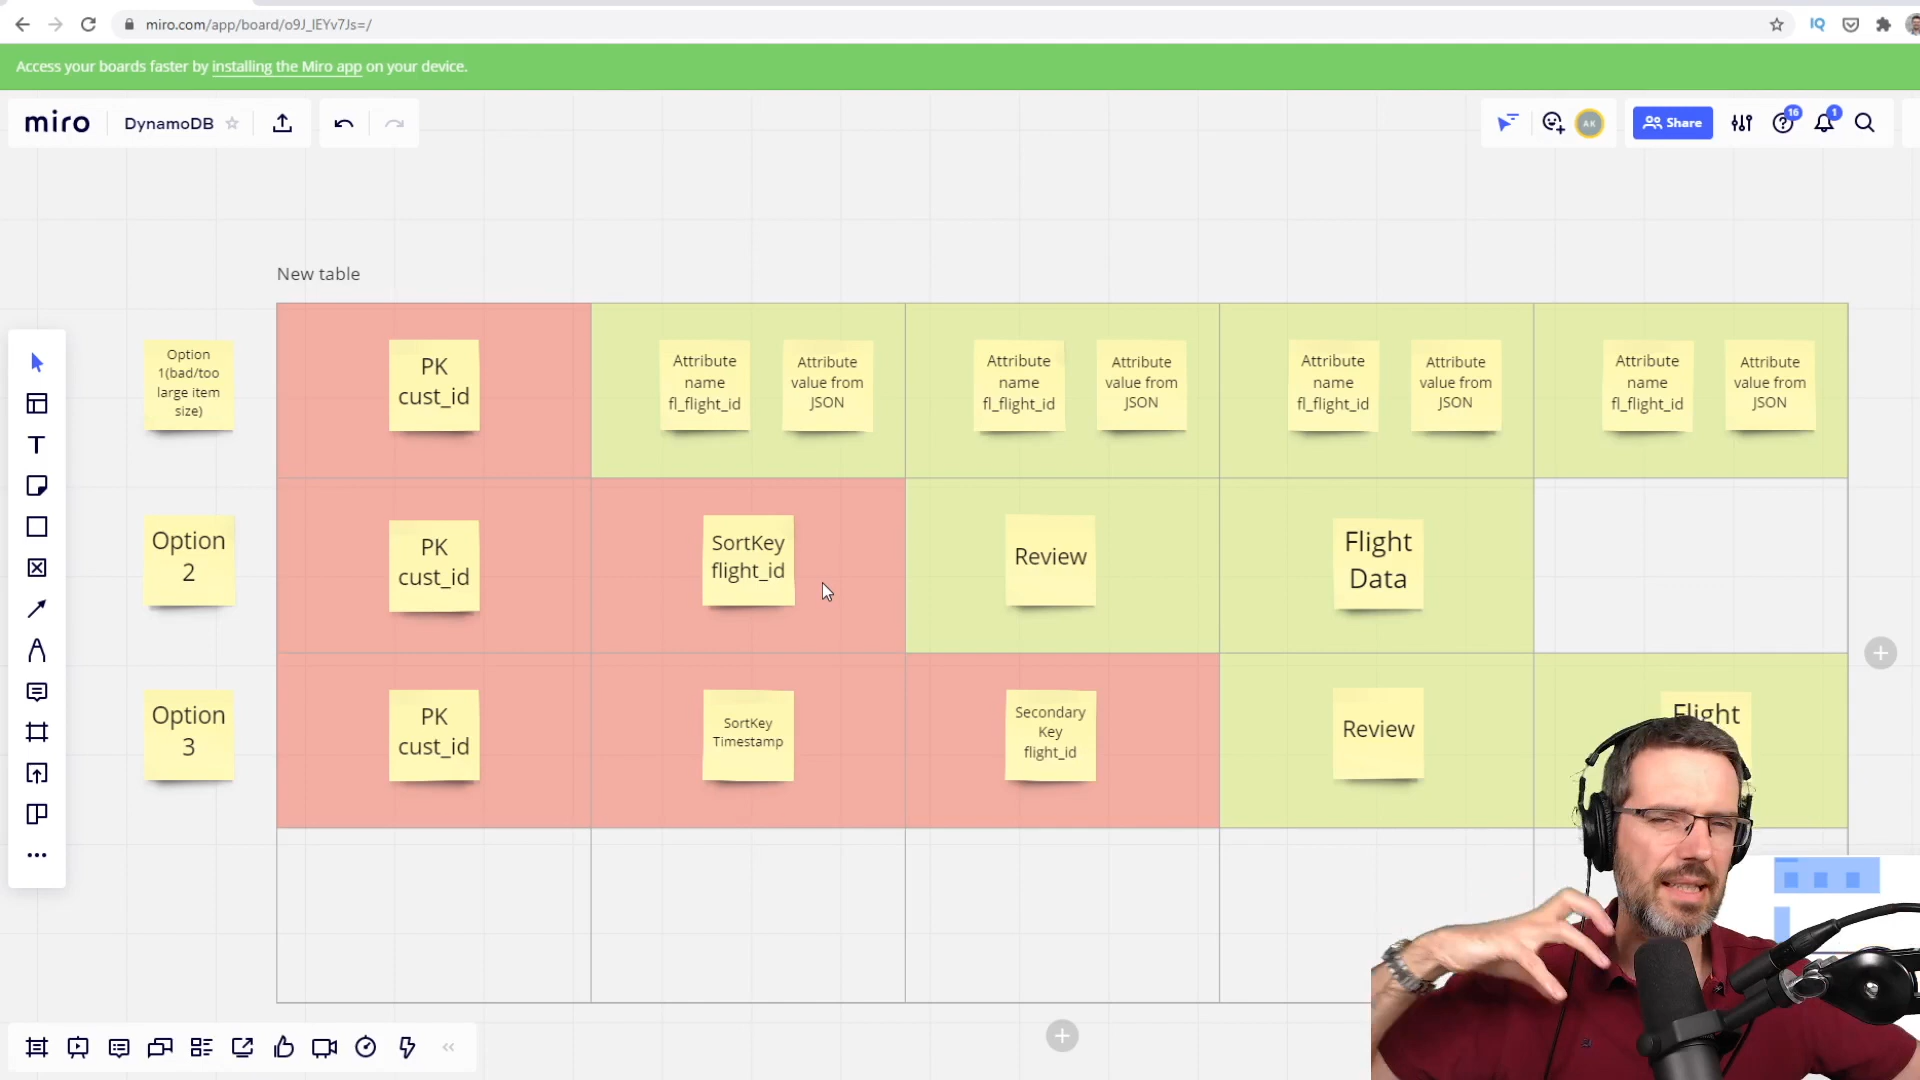 miro.com/app/board/o9J_lEYv7Js=/
IQ
Access your boards faster by installing the Miro app on your device.
miro
DynamoDB
AK
Share
16
1
New table
Option
1(bad/too
large item
size)
PK
cust_id
Attribute
name
fl_flight_id
Attribute
value from
JSON
Attribute
name
fl_flight_id
Attribute
value from
JSON
Attribute
name
fl_flight_id
Attribute
value from
JSON
Attribute
name
fl_flight_id
Attribute
value from
JSON
Option
2
PK
cust_id
SortKey
flight_id
Review
Flight
Data
Option
3
PK
cust_id
SortKey
Timestamp
Secondary
Key
flight_id
Review
Flight